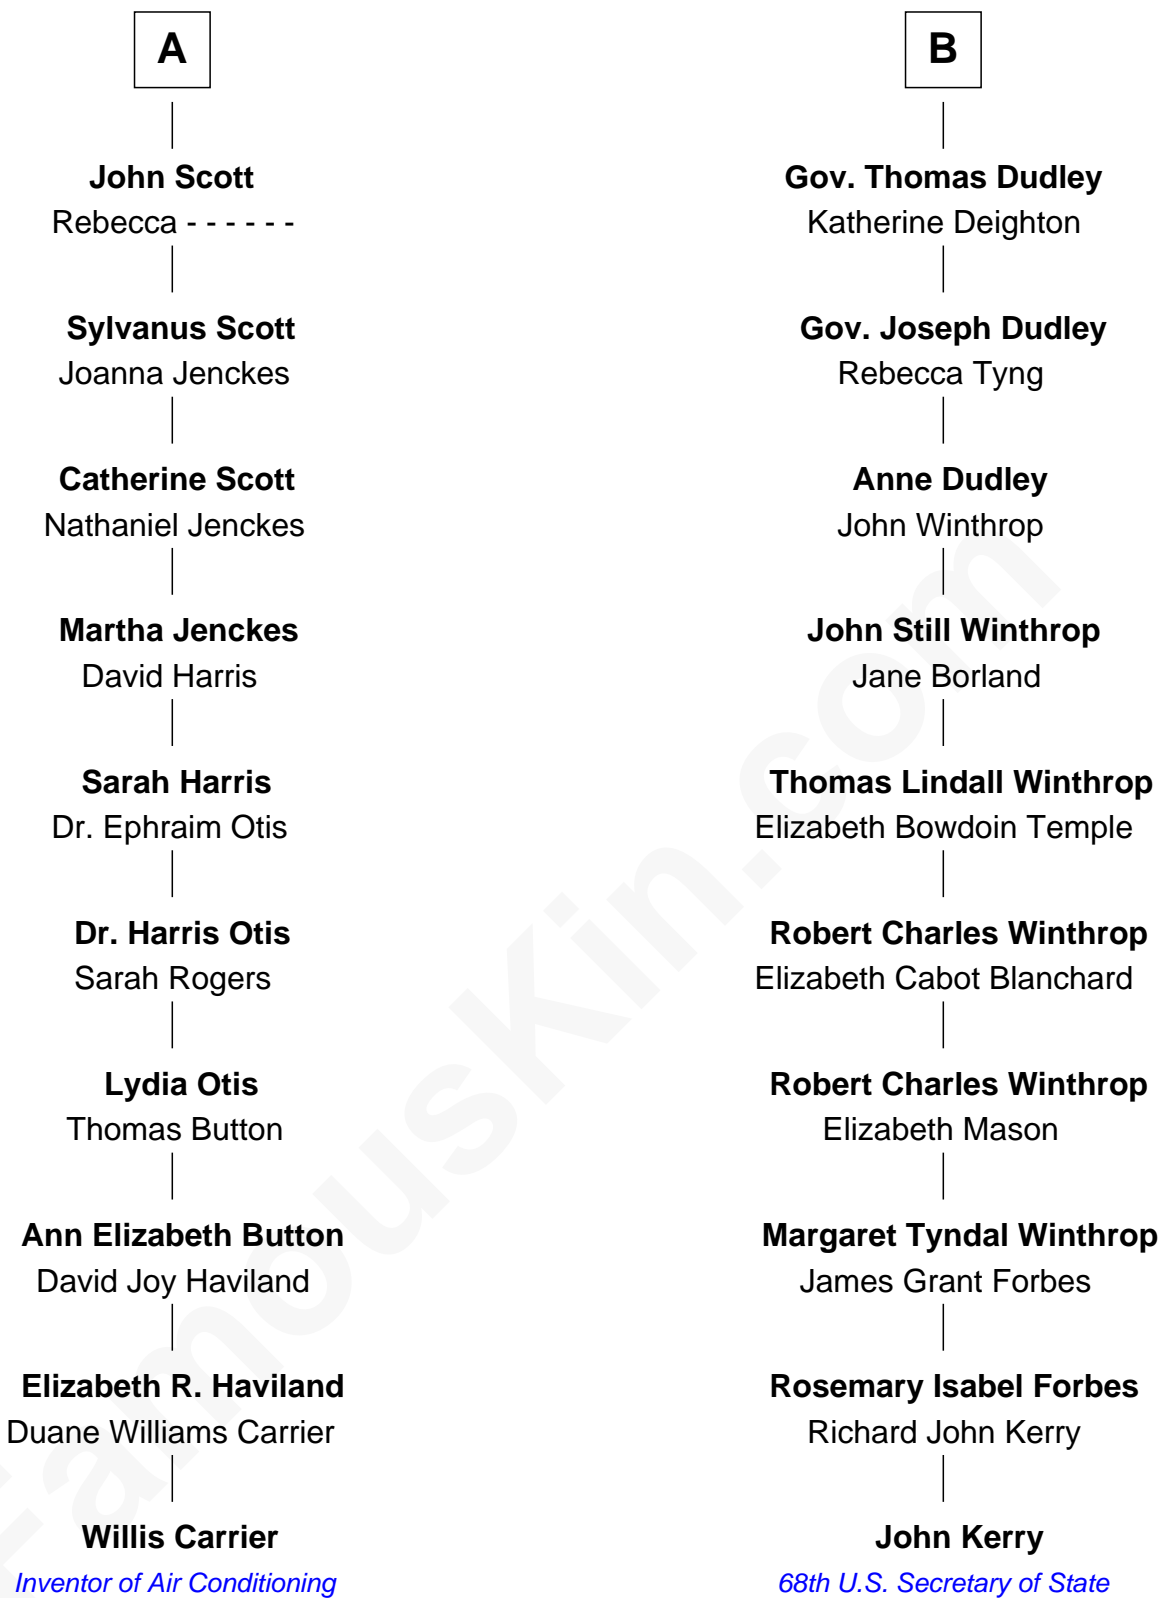 A
John Scott
Rebecca - - - - - -
Sylvanus Scott
Joanna Jenckes
Catherine Scott
Nathaniel Jenckes
Martha Jenckes
David Harris
Sarah Harris
Dr. Ephraim Otis
Dr. Harris Otis
Sarah Rogers
Lydia Otis
Thomas Button
Ann Elizabeth Button
David Joy Haviland
Elizabeth R. Haviland
Duane Williams Carrier
Willis Carrier
Inventor of Air Conditioning
B
Gov. Thomas Dudley
Katherine Deighton
Gov. Joseph Dudley
Rebecca Tyng
Anne Dudley
John Winthrop
John Still Winthrop
Jane Borland
Thomas Lindall Winthrop
Elizabeth Bowdoin Temple
Robert Charles Winthrop
Elizabeth Cabot Blanchard
Robert Charles Winthrop
Elizabeth Mason
Margaret Tyndal Winthrop
James Grant Forbes
Rosemary Isabel Forbes
Richard John Kerry
John Kerry
68th U.S. Secretary of State
FamousKin.com